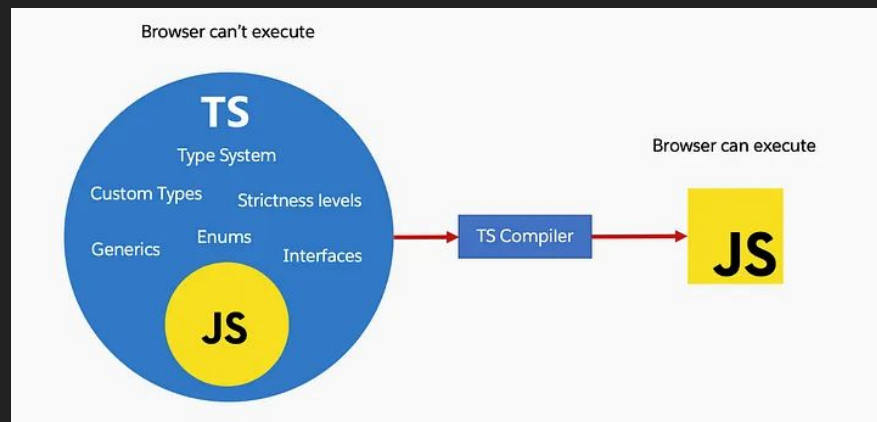 Browser can't execute
TS
Type System
Custom Types
Strictness levels
Generics
Enums
Interfaces
JS
TS Compiler
Browser can execute
JS